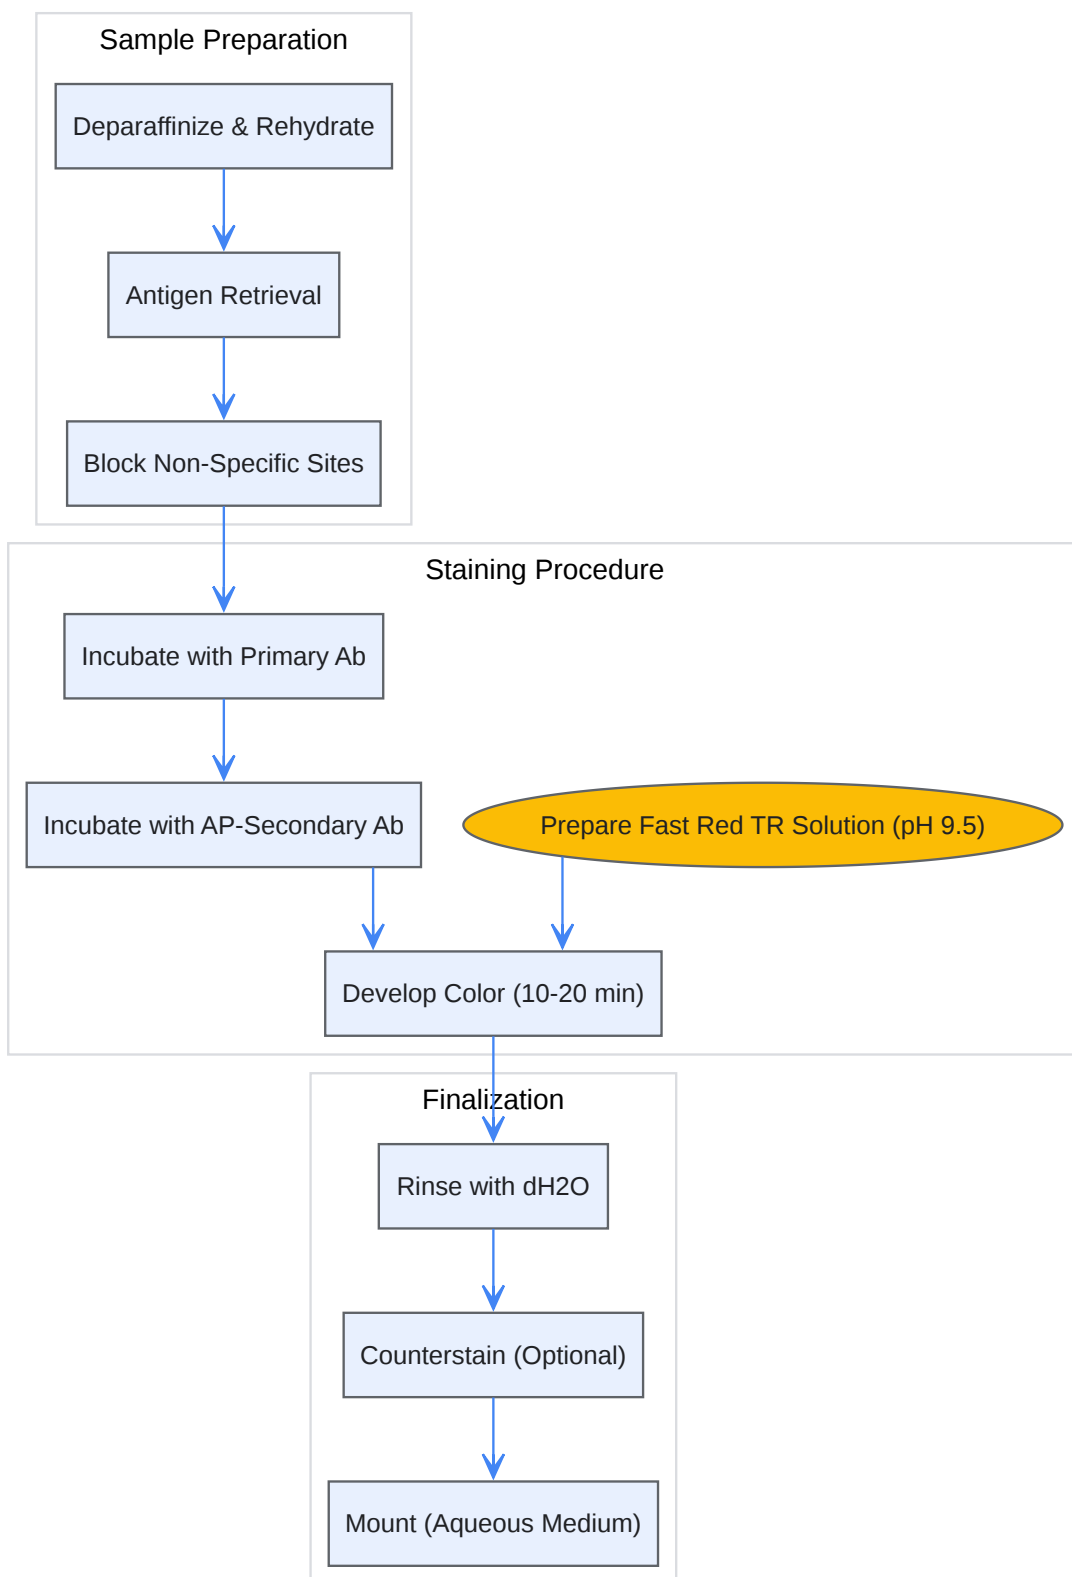 Sample Preparation
Deparaffinize & Rehydrate
Antigen Retrieval
Block Non-Specific Sites
Staining Procedure
Incubate with Primary Ab
Incubate with AP-Secondary Ab
Prepare Fast Red TR Solution (pH 9.5)
Develop Color (10-20 min)
Finalization
Rinse with dH2O
Counterstain (Optional)
Mount (Aqueous Medium)